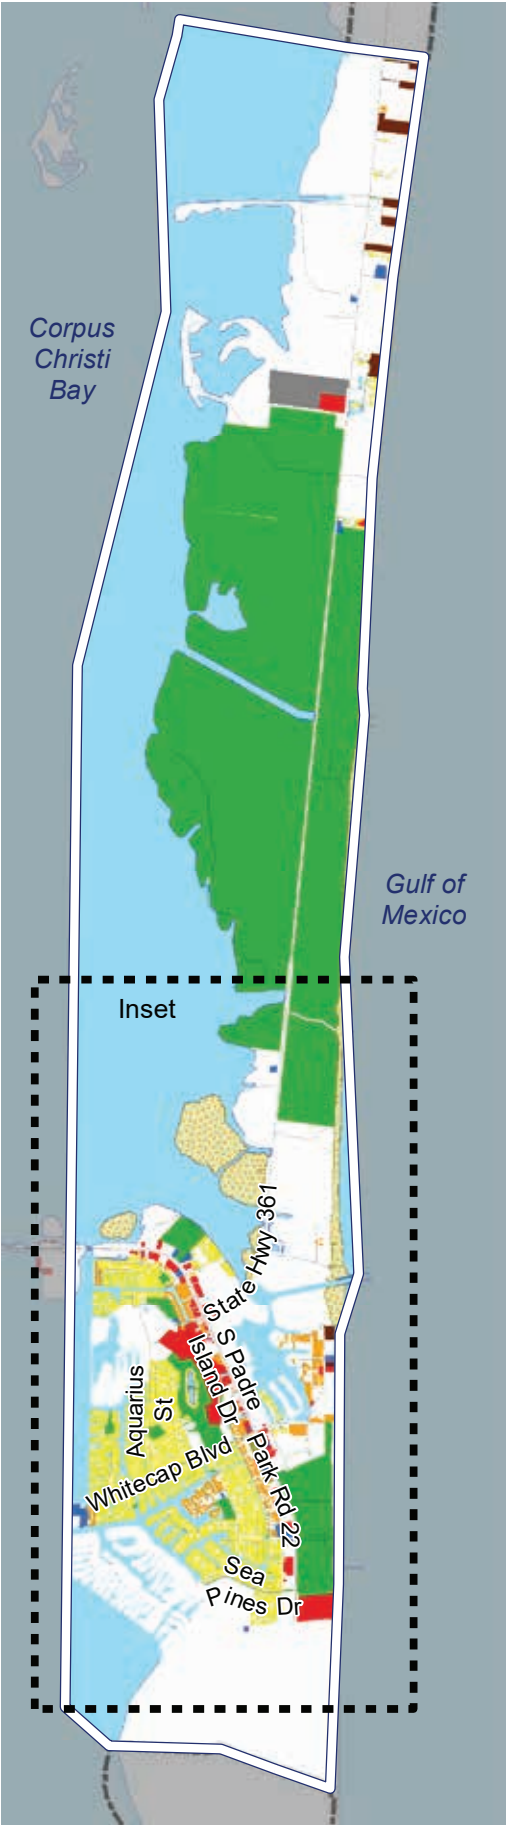 Corpus
Christi
Bay
Gulf of
Mexico
Inset
State Hwy 361
S Padre
Island Dr
Aquarius
St
Whitecap Blvd
Park Rd 22
Sea
Pines Dr